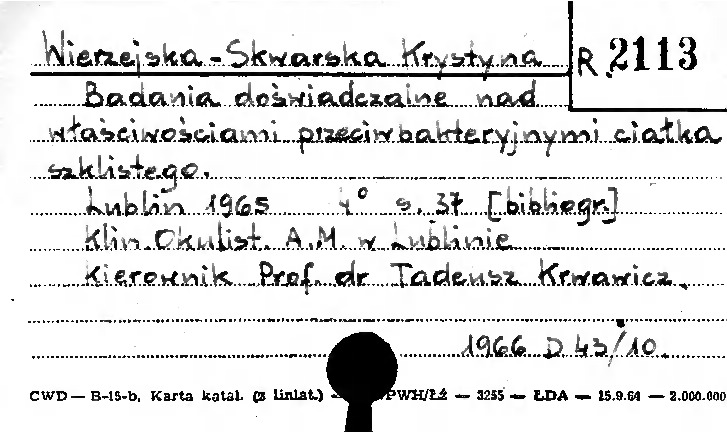 Wierzejska-Skwarska Krystyna R. 2113
Badania doświadczalne nad
właściwościami przeciwbakteryjnymi ciałka
szklistego.
Lublin 1965 4° s. 37 [bibliogr.]
Klin. Okulist. A.M. w Lublinie
Kierownik Prof. dr Tadeusz Krwawicz.
1966 D 43/10.
CWD — B-15-b, Karta katal. (z liniat.) — PWH/Łź — 3255 — ŁDA — 15.9.64 — 2.000.000